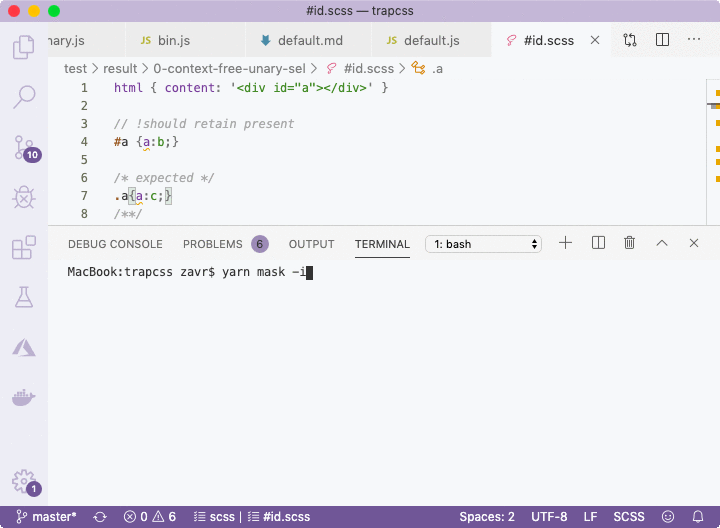 #id.scss — trapcss
nary.js JS bin.js default.md JS default.js #id.scss
test > result > 0-context-free-unary-sel > #id.scss > .a
1 html { content: '<div id="a"></div>' }
2
3 // !should retain present
4 #a {a:b;}
5
6 /* expected */
7 .a{a:c;}
8 /**/
10
DEBUG CONSOLE PROBLEMS 6 OUTPUT TERMINAL 1: bash
MacBook:trapcss zavr$ yarn mask -i
1
master* 0 6 scss | #id.scss Spaces: 2 UTF-8 LF SCSS